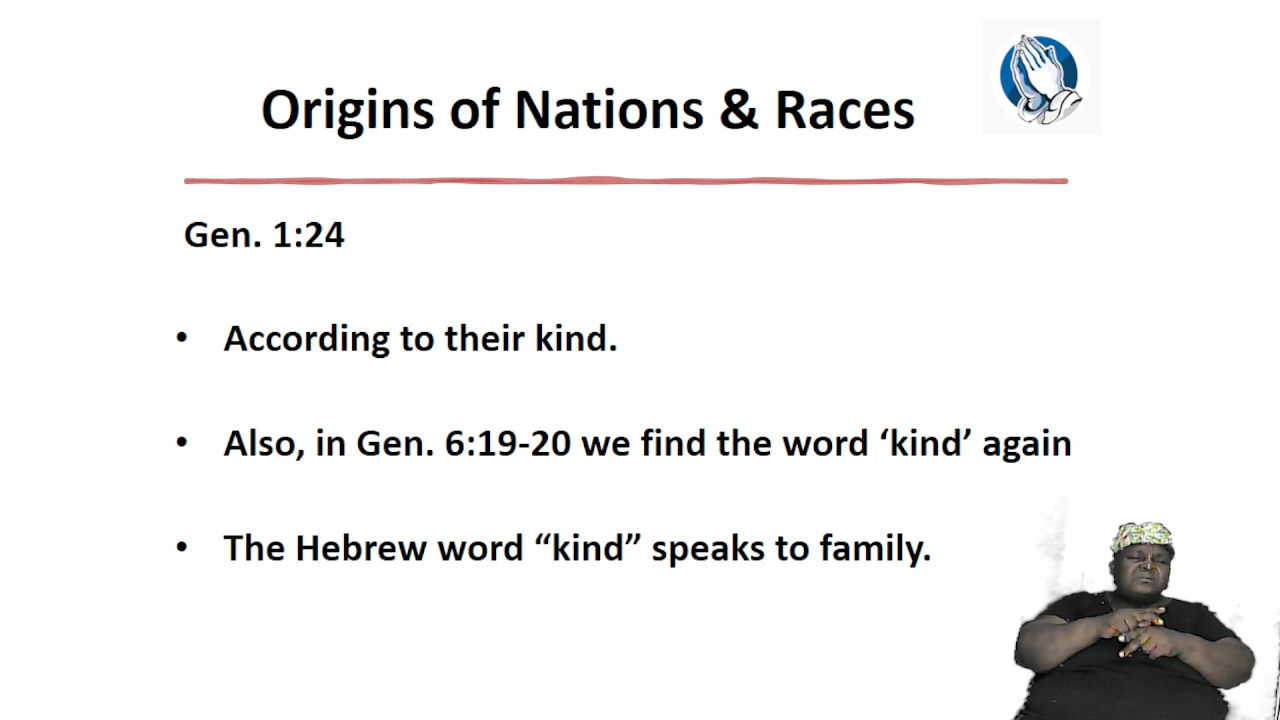 Origins of Nations & Races
Gen. 1:24
• According to their kind.
• Also, in Gen. 6:19-20 we find the word ‘kind’ again
• The Hebrew word “kind” speaks to family.